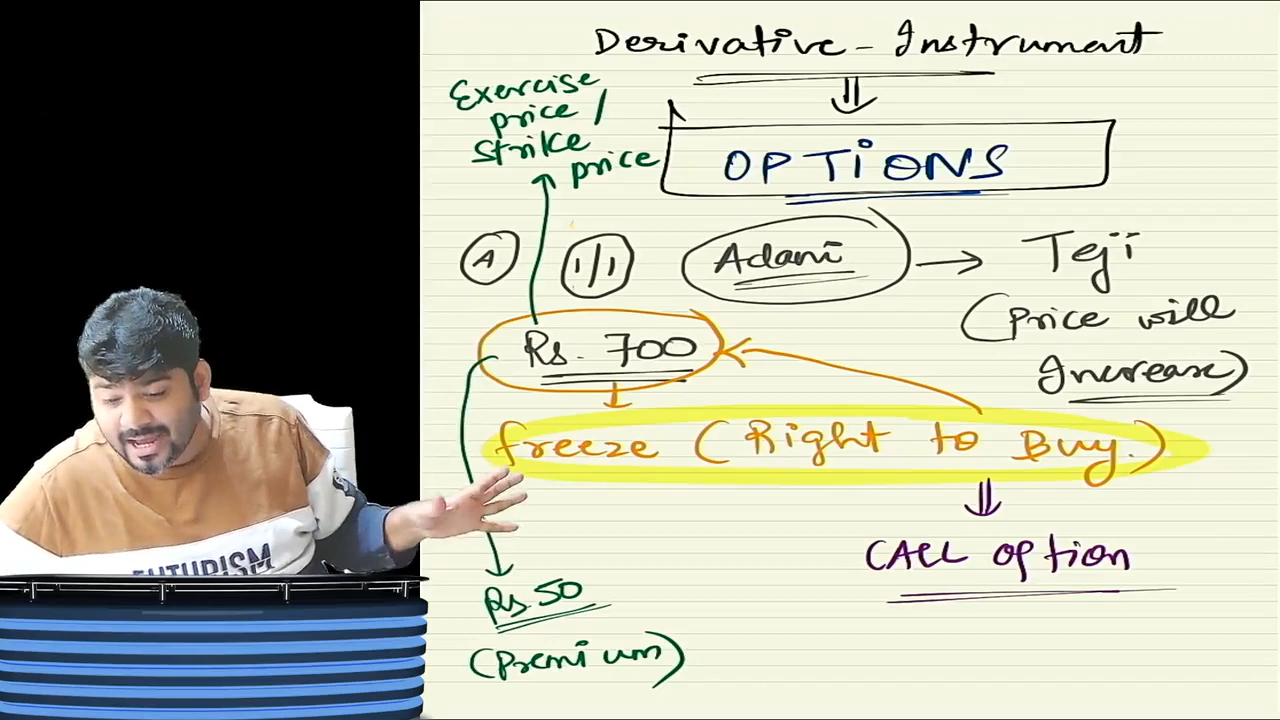 Derivative - Instrument
Exercise
price /
strike
price
OPTIONS
A
1/1
Adani
Teji
(Price will
Increase)
Rs. 700
freeze (Right to Buy.)
CALL option
Rs. 50
(Premium)
FUTURISM